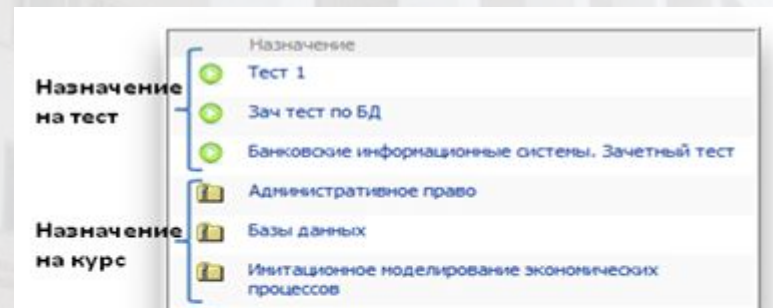 Назначение
Назначение
на тест
Тест 1
Зач тест по БД
Банковские информационные системы. Зачетный тест
Назначение
на курс
Административное право
Базы данных
Имитационное моделирование экономических
процессов